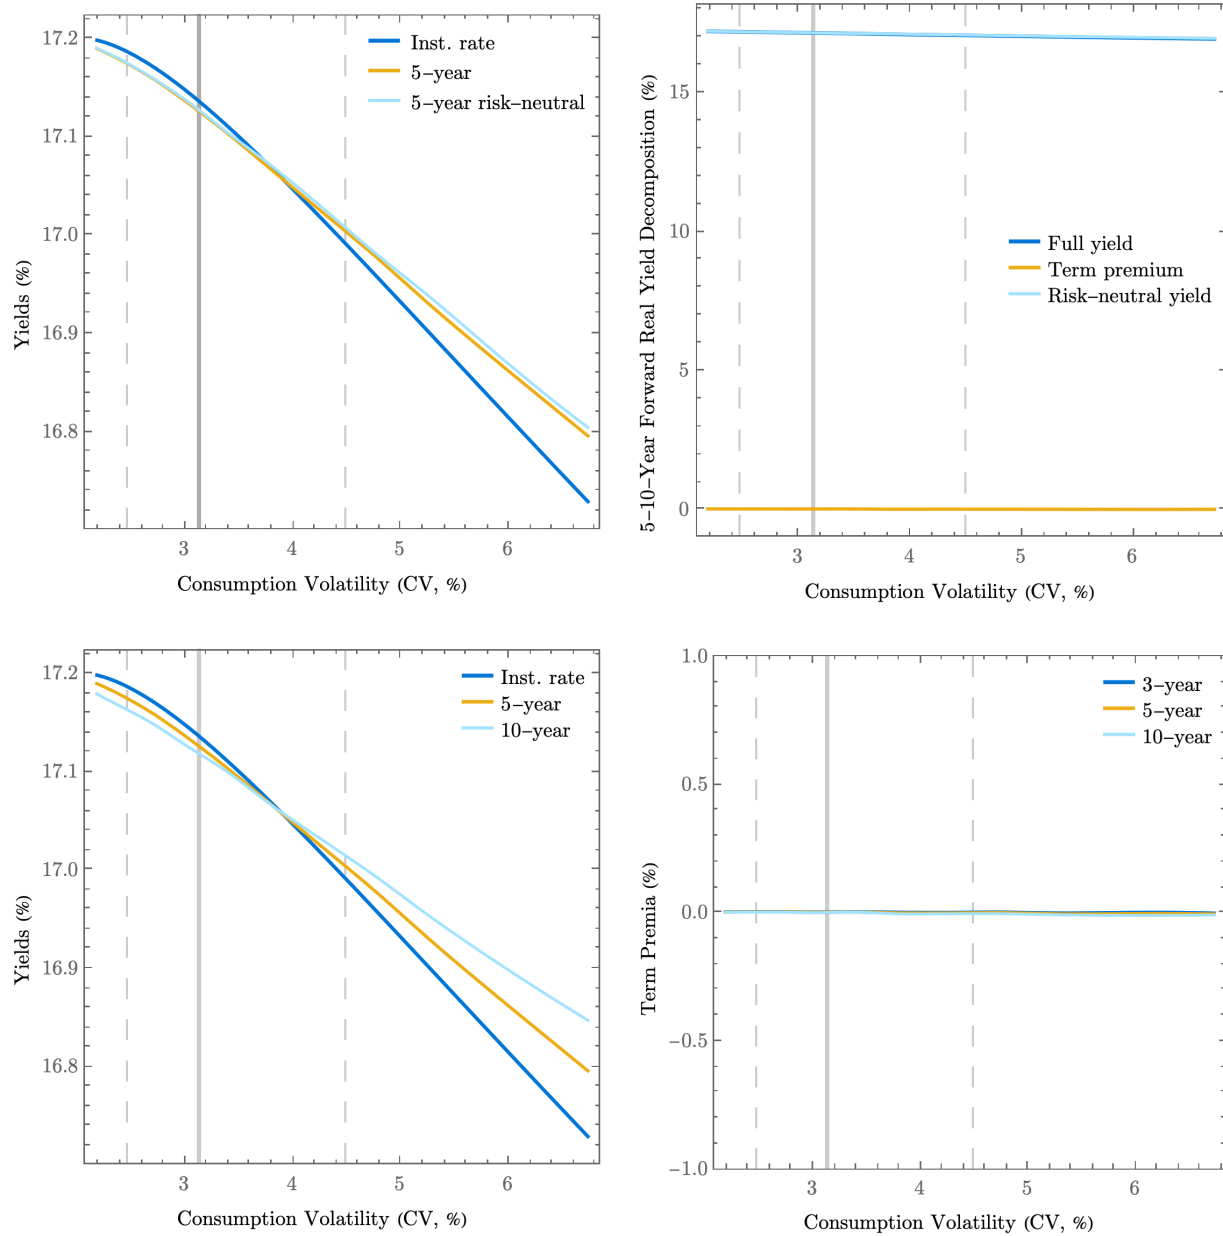 Yields (%)
17.2
17.1
17.0
16.9
16.8
Inst. rate
5–year
5–year risk–neutral
3
4
5
6
Consumption Volatility (CV, %)
5–10–Year Forward Real Yield Decomposition (%)
15
10
5
0
Full yield
Term premium
Risk–neutral yield
3
4
5
6
Consumption Volatility (CV, %)
Yields (%)
17.2
17.1
17.0
16.9
16.8
Inst. rate
5–year
10–year
3
4
5
6
Consumption Volatility (CV, %)
Term Premia (%)
1.0
0.5
0.0
−0.5
−1.0
3–year
5–year
10–year
3
4
5
6
Consumption Volatility (CV, %)